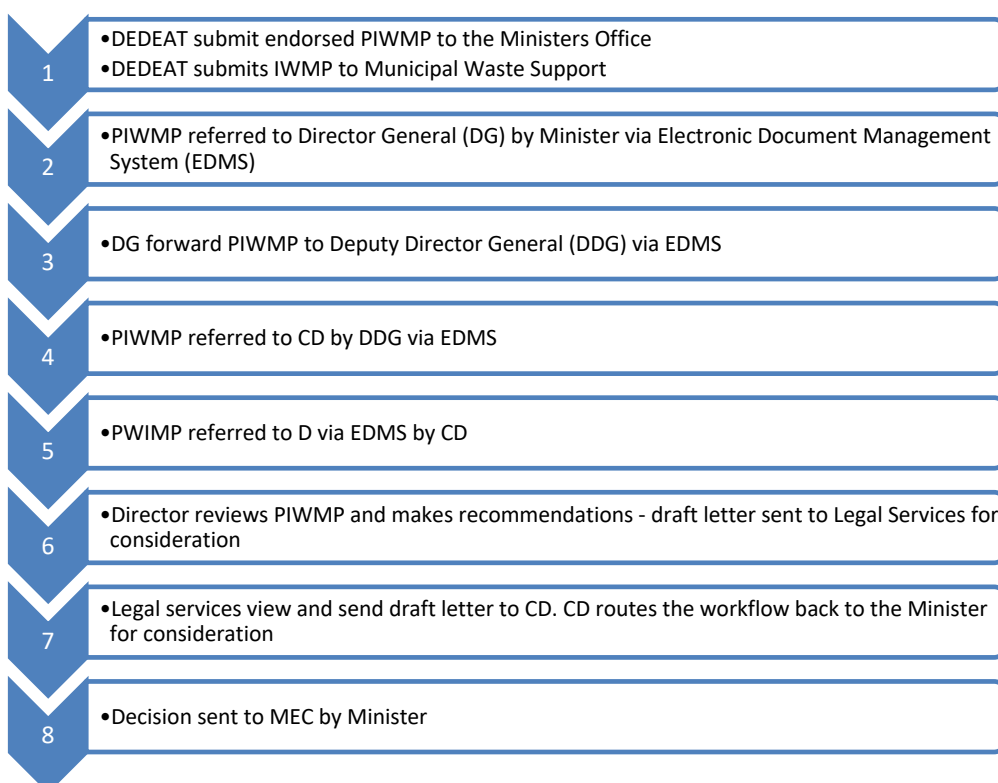 1
•DEDEAT submit endorsed PIWMP to the Ministers Office
•DEDEAT submits IWMP to Municipal Waste Support
2
•PIWMP referred to Director General (DG) by Minister via Electronic Document Management
System (EDMS)
3
•DG forward PIWMP to Deputy Director General (DDG) via EDMS
4
•PIWMP referred to CD by DDG via EDMS
5
•PWIMP referred to D via EDMS by CD
6
•Director reviews PIWMP and makes recommendations - draft letter sent to Legal Services for
consideration
7
•Legal services view and send draft letter to CD. CD routes the workflow back to the Minister
for consideration
8
•Decision sent to MEC by Minister